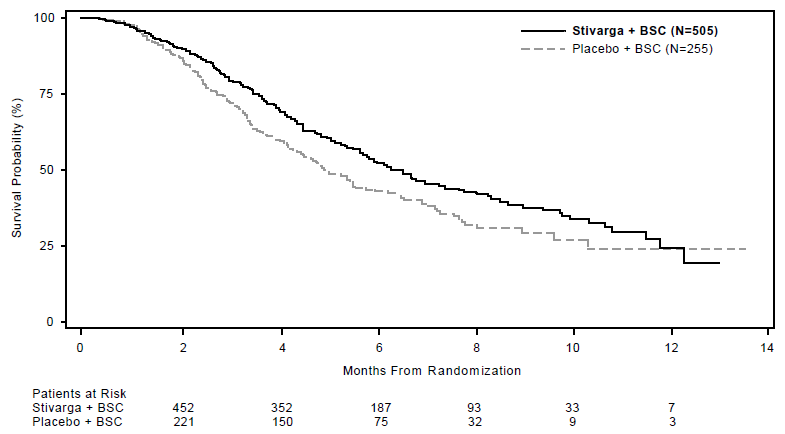 100
75
50
25
0
Survival Probability (%)
Stivarga + BSC (N=505)
Placebo + BSC (N=255)
0 2 4 6 8 10 12 14
Months From Randomization
Patients at Risk
Stivarga + BSC 452 352 187 93 33 7
Placebo + BSC 221 150 75 32 9 3